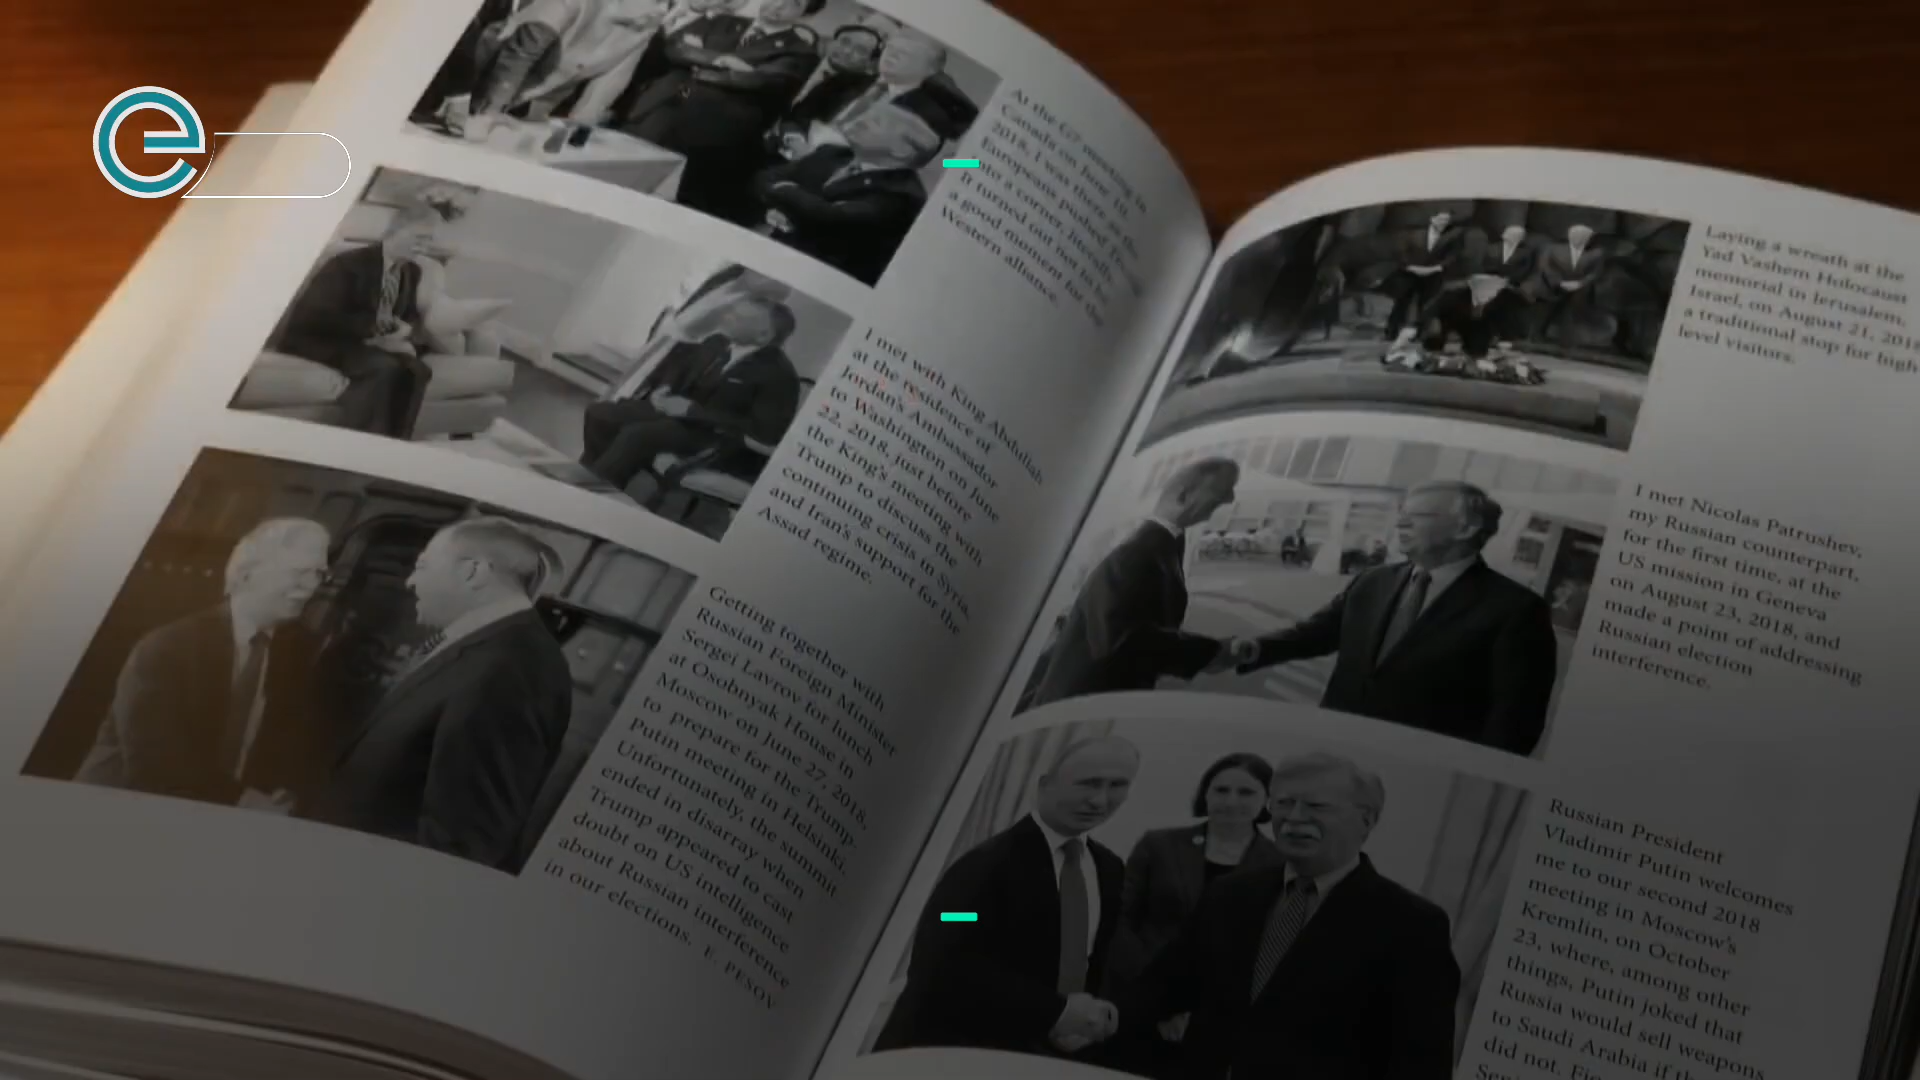 e
At the G7 meeting in
Canada on June 10,
2018, I was there as the
Europeans pushed Trump
into a corner, literally.
It turned out not to be
a good moment for the
Western alliance.
I met with King Abdullah
at the residence of
Jordan's Ambassador
to Washington on June
22, 2018, just before
the King's meeting with
Trump to discuss the
continuing crisis in Syria,
and Iran's support for the
Assad regime.
Getting together with
Russian Foreign Minister
Sergei Lavrov for lunch
at Osobnyak House in
Moscow on June 27, 2018,
to prepare for the Trump-
Putin meeting in Helsinki.
Unfortunately, the summit
ended in disarray when
Trump appeared to cast
doubt on US intelligence
about Russian interference
in our elections. E. PESOV
Laying a wreath at the
Yad Vashem Holocaust
memorial in Jerusalem,
Israel, on August 21, 2018
a traditional stop for high-
level visitors.
I met Nicolas Patrushev,
my Russian counterpart,
for the first time, at the
US mission in Geneva
on August 23, 2018, and
made a point of addressing
Russian election
interference.
Russian President
Vladimir Putin welcomes
me to our second 2018
meeting in Moscow's
Kremlin, on October
23, where, among other
things, Putin joked that
Russia would sell weapons
to Saudi Arabia if the
did not.